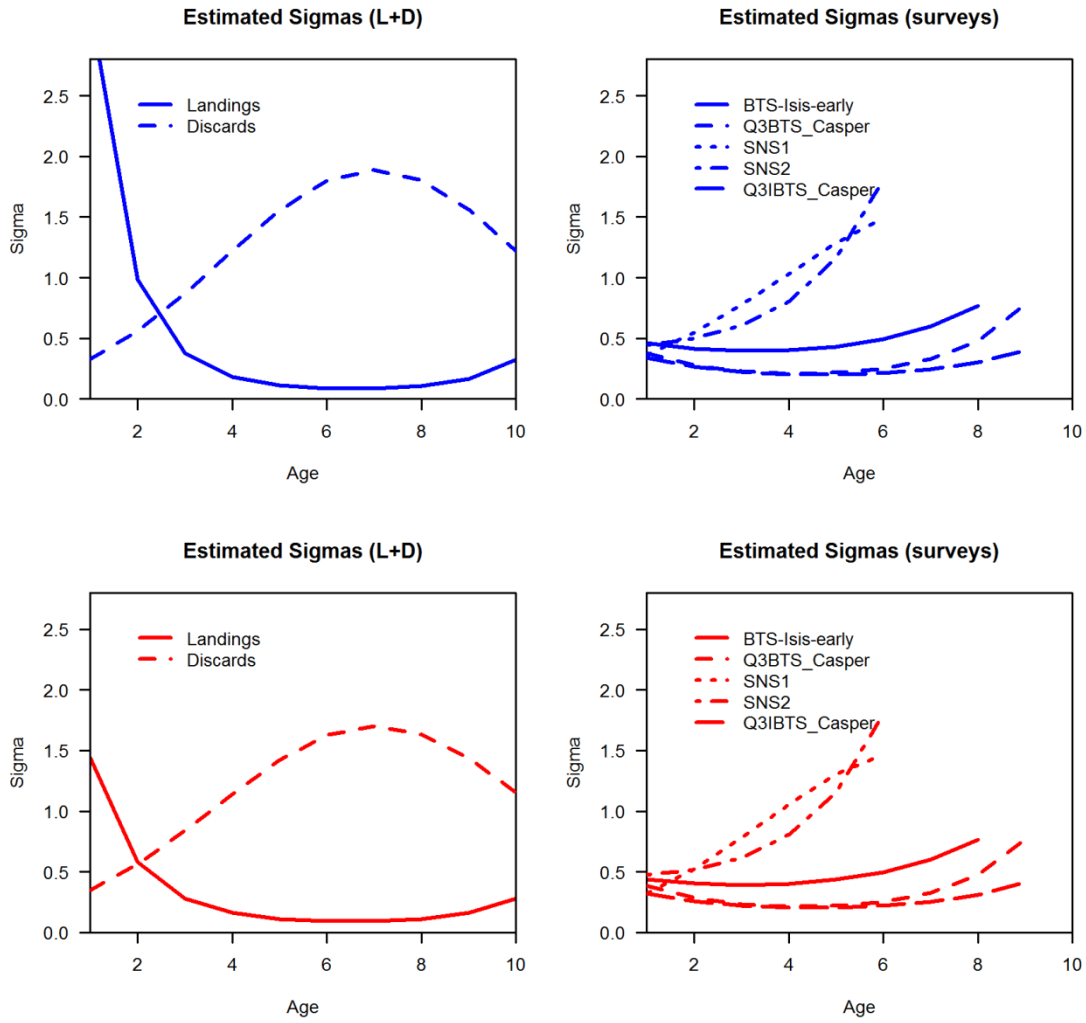 Estimated Sigmas (L+D)
Sigma
2.5
2.0
1.5
1.0
0.5
0.0
Landings
Discards
2
4
6
8
10
Age
Estimated Sigmas (surveys)
Sigma
2.5
2.0
1.5
1.0
0.5
0.0
BTS-Isis-early
Q3BTS_Casper
SNS1
SNS2
Q3IBTS_Casper
2
4
6
8
10
Age
Estimated Sigmas (L+D)
Sigma
2.5
2.0
1.5
1.0
0.5
0.0
Landings
Discards
2
4
6
8
10
Age
Estimated Sigmas (surveys)
Sigma
2.5
2.0
1.5
1.0
0.5
0.0
BTS-Isis-early
Q3BTS_Casper
SNS1
SNS2
Q3IBTS_Casper
2
4
6
8
10
Age